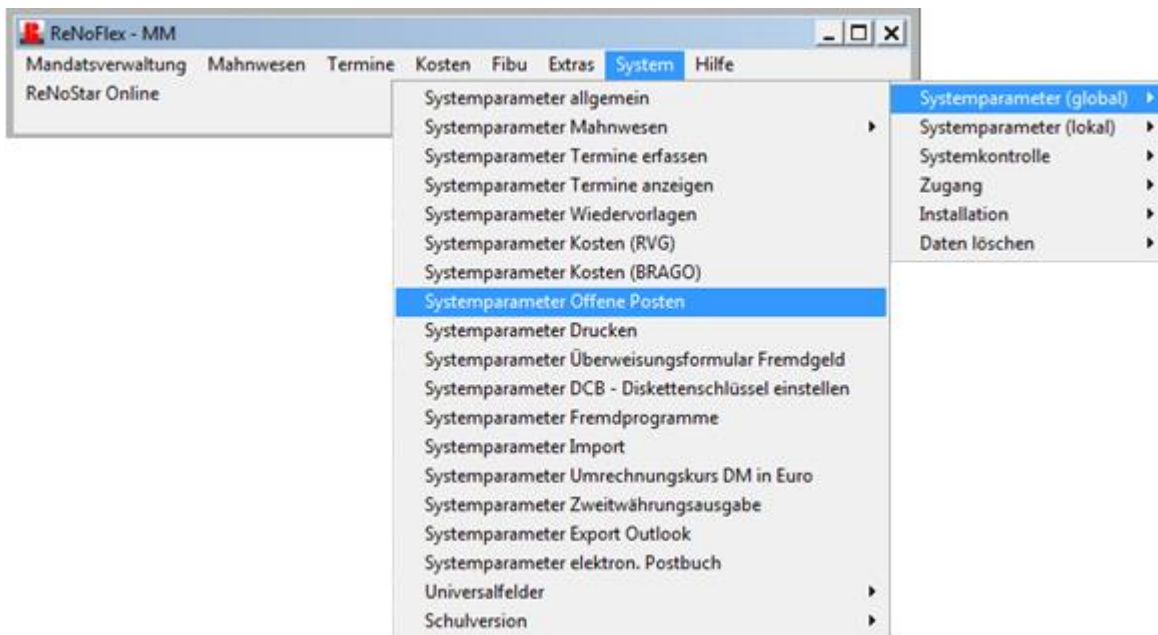 ReNoFlex - MM
Mandatsverwaltung Mahnwesen Termine Kosten Fibu Extras System Hilfe
ReNoStar Online
Systemparameter allgemein
Systemparameter Mahnwesen
Systemparameter Termine erfassen
Systemparameter Termine anzeigen
Systemparameter Wiedervorlagen
Systemparameter Kosten (RVG)
Systemparameter Kosten (BRAGO)
Systemparameter Offene Posten
Systemparameter Drucken
Systemparameter Überweisungsformular Fremdgeld
Systemparameter DCB - Diskettenschlüssel einstellen
Systemparameter Fremdprogramme
Systemparameter Import
Systemparameter Umrechnungskurs DM in Euro
Systemparameter Zweitwährungsausgabe
Systemparameter Export Outlook
Systemparameter elektron. Postbuch
Universalfelder
Schulversion
Systemparameter (global)
Systemparameter (lokal)
Systemkontrolle
Zugang
Installation
Daten löschen